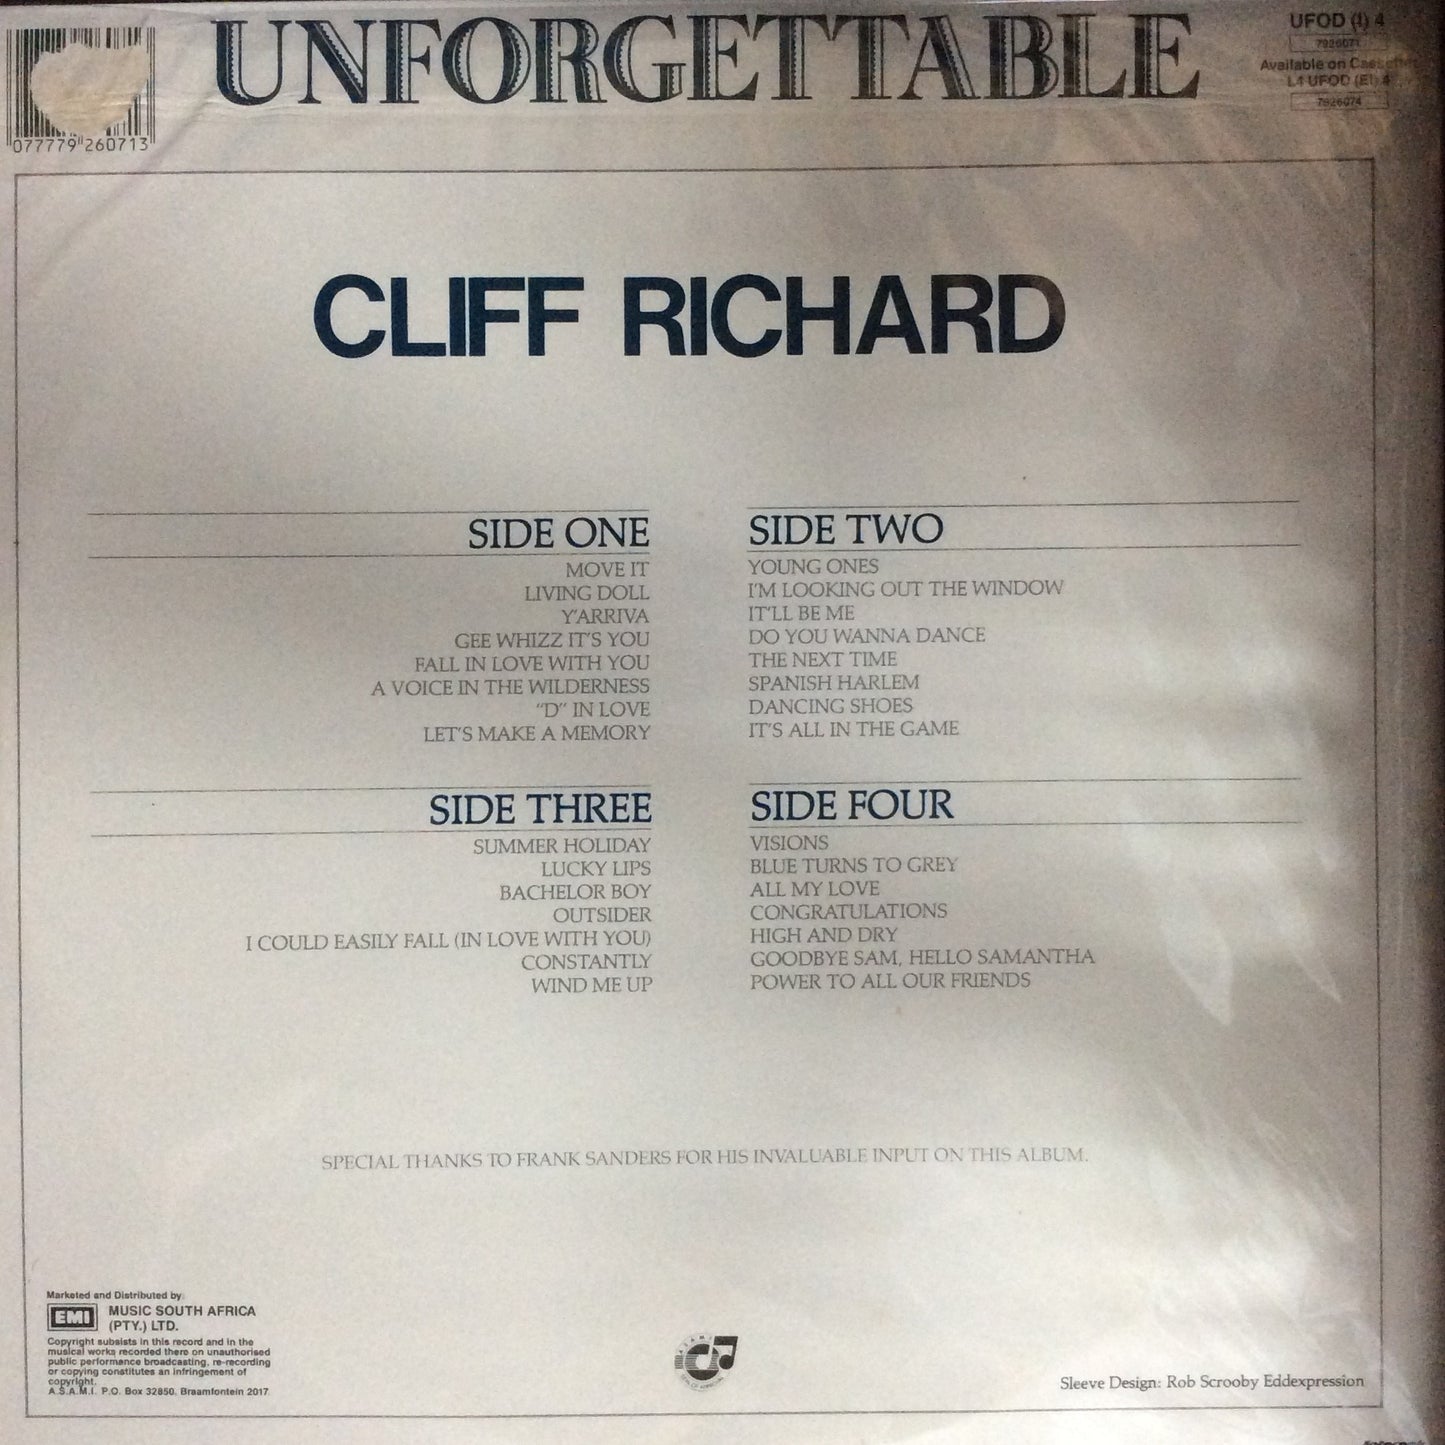 UNFORGETTABLE
UFOD (I) 4
7926071
Available on Cassette
L4 UFOD (E) 4
7926074
077779 260713
CLIFF RICHARD
SIDE ONE
MOVE IT
LIVING DOLL
Y'ARRIVA
GEE WHIZZ IT'S YOU
FALL IN LOVE WITH YOU
A VOICE IN THE WILDERNESS
"D" IN LOVE
LET'S MAKE A MEMORY
SIDE TWO
YOUNG ONES
I'M LOOKING OUT THE WINDOW
IT'LL BE ME
DO YOU WANNA DANCE
THE NEXT TIME
SPANISH HARLEM
DANCING SHOES
IT'S ALL IN THE GAME
SIDE THREE
SUMMER HOLIDAY
LUCKY LIPS
BACHELOR BOY
OUTSIDER
I COULD EASILY FALL (IN LOVE WITH YOU)
CONSTANTLY
WIND ME UP
SIDE FOUR
VISIONS
BLUE TURNS TO GREY
ALL MY LOVE
CONGRATULATIONS
HIGH AND DRY
GOODBYE SAM, HELLO SAMANTHA
POWER TO ALL OUR FRIENDS
SPECIAL THANKS TO FRANK SANDERS FOR HIS INVALUABLE INPUT ON THIS ALBUM.
Marketed and Distributed by:
EMI MUSIC SOUTH AFRICA
(PTY.) LTD.
Copyright subsists in this record and in the
musical works recorded there on unauthorised
public performance broadcasting, re-recording
or copying constitutes an infringement of
copyright.
A.S.A.M.I. P.O. Box 32850, Braamfontein 2017
Sleeve Design: Rob Scrooby Eddexpression